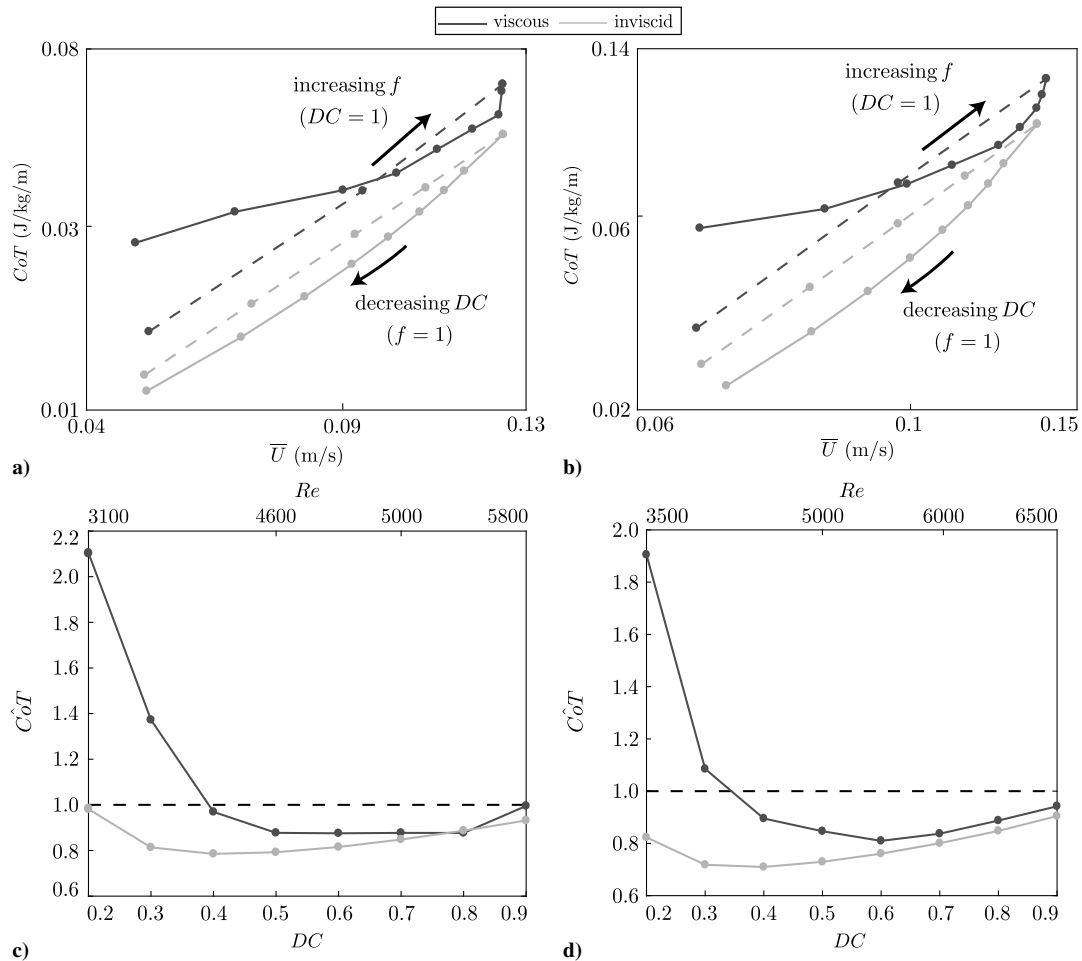 viscous inviscid
0.08
increasing f
(DC = 1)
CoT (J/kg/m)
0.03
decreasing DC
(f = 1)
0.01
0.04 0.09 0.13
U̅ (m/s)
a)
0.14
increasing f
(DC = 1)
CoT (J/kg/m)
0.06
decreasing DC
(f = 1)
0.02
0.06 0.1 0.15
U̅ (m/s)
b)
Re
3100 4600 5000 5800
2.2
2.0
1.8
1.6
1.4
CôT
1.2
1.0
0.8
0.6
0.2 0.3 0.4 0.5 0.6 0.7 0.8 0.9
DC
c)
Re
3500 5000 6000 6500
2.0
1.8
1.6
1.4
CôT
1.2
1.0
0.8
0.6
0.2 0.3 0.4 0.5 0.6 0.7 0.8 0.9
DC
d)